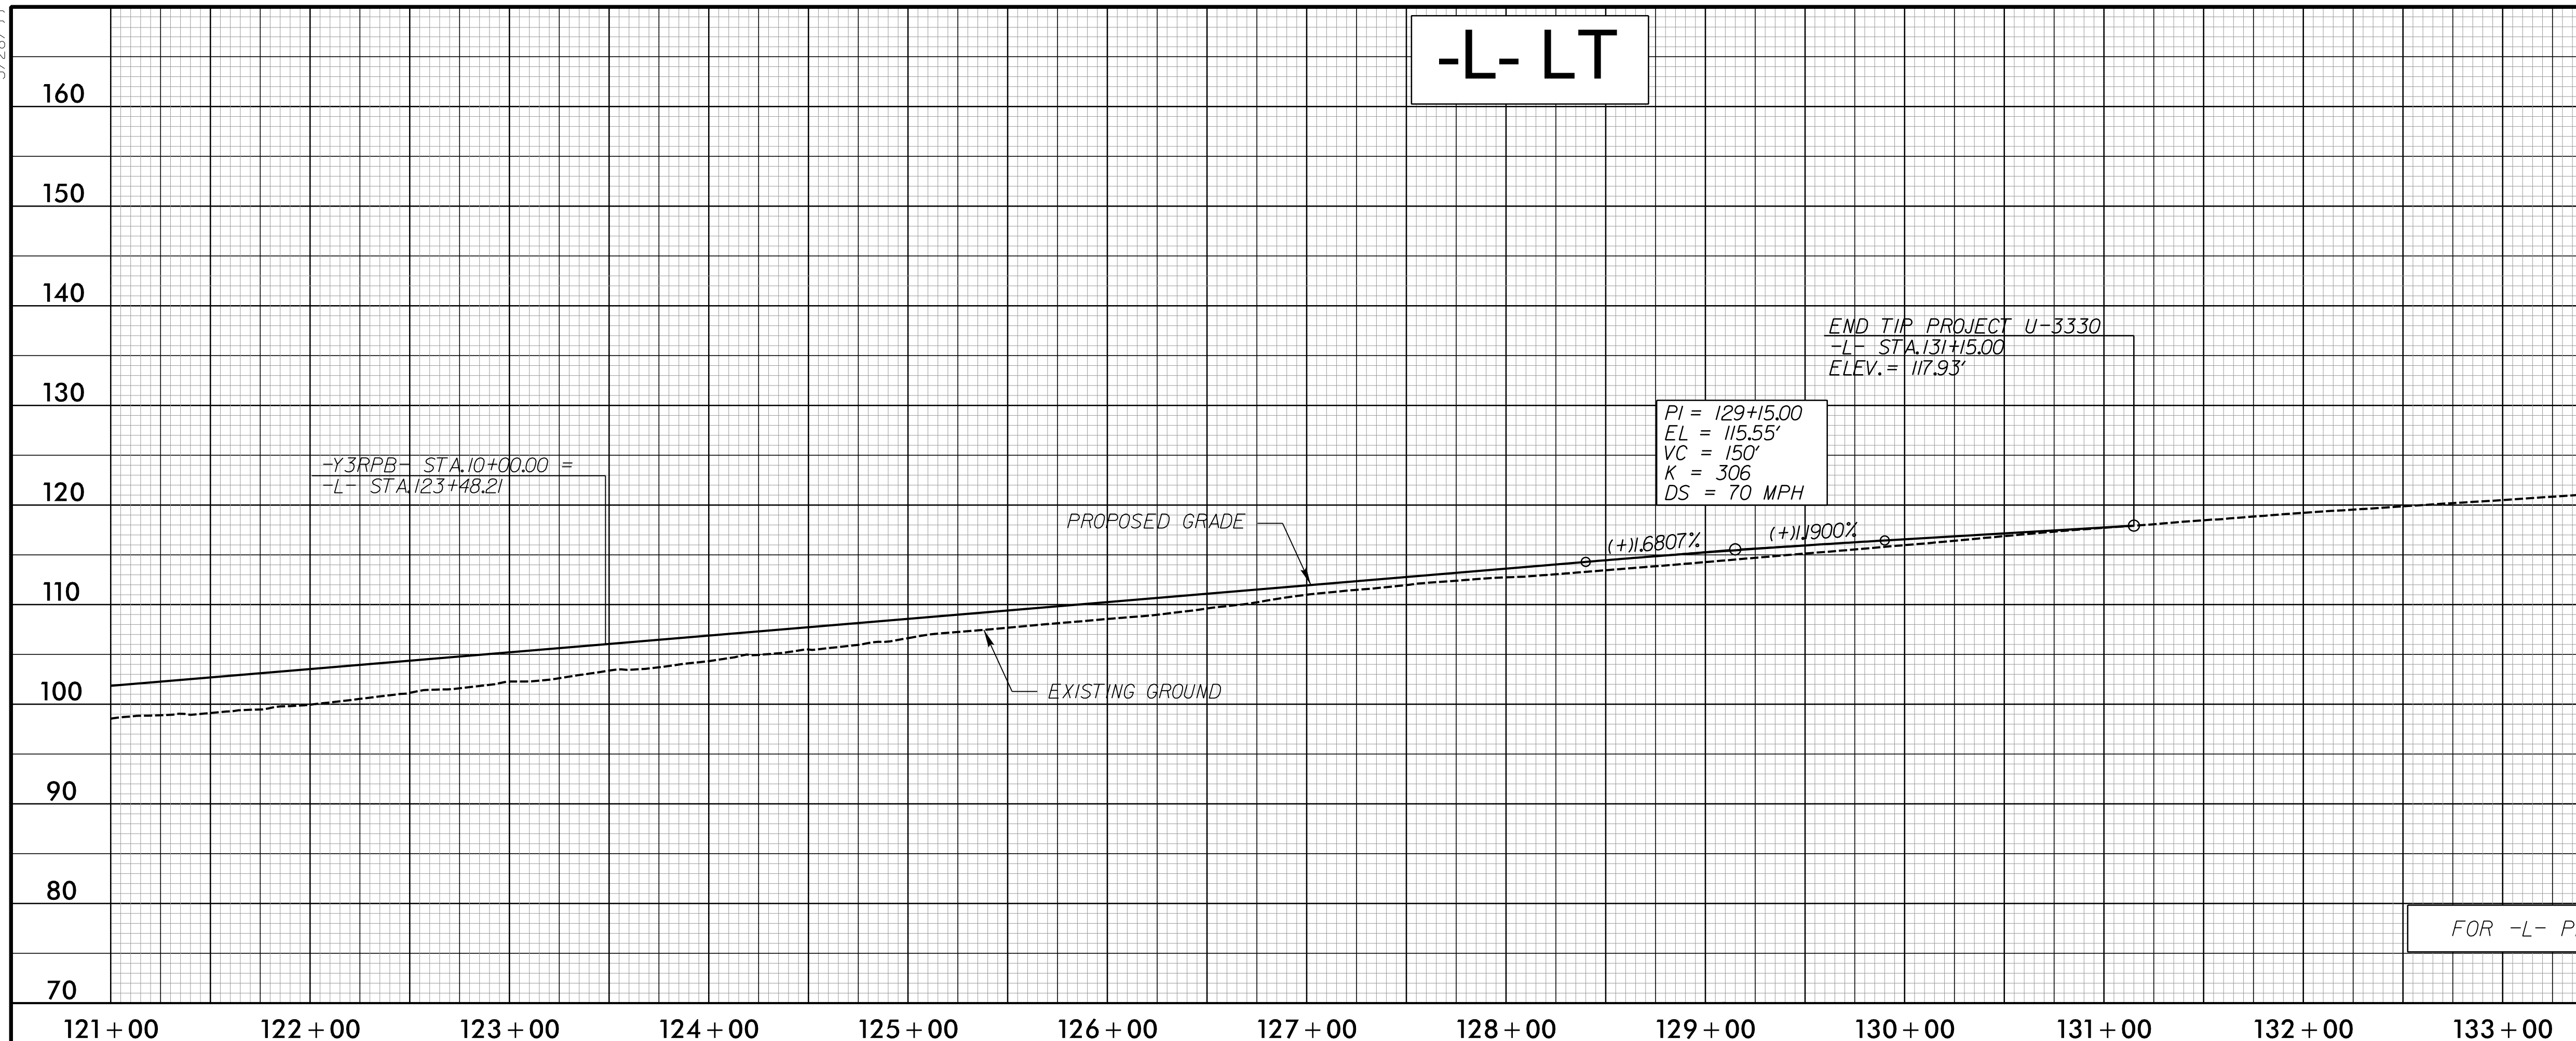 -L- LT
160
150
140
130
120
110
100
90
80
70
END TIP PROJECT U-3330
-L- STA.131+15.00
ELEV.= 117.93'
PI = 129+15.00
EL = 115.55'
VC = 150'
K = 306
DS = 70 MPH
-Y3RPB- STA.10+00.00 =
-L- STA.123+48.21
PROPOSED GRADE
(+)1.6807%
(+)1.1900%
EXISTING GROUND
FOR -L- P
121+00 122+00 123+00 124+00 125+00 126+00 127+00 128+00 129+00 130+00 131+00 132+00 133+00